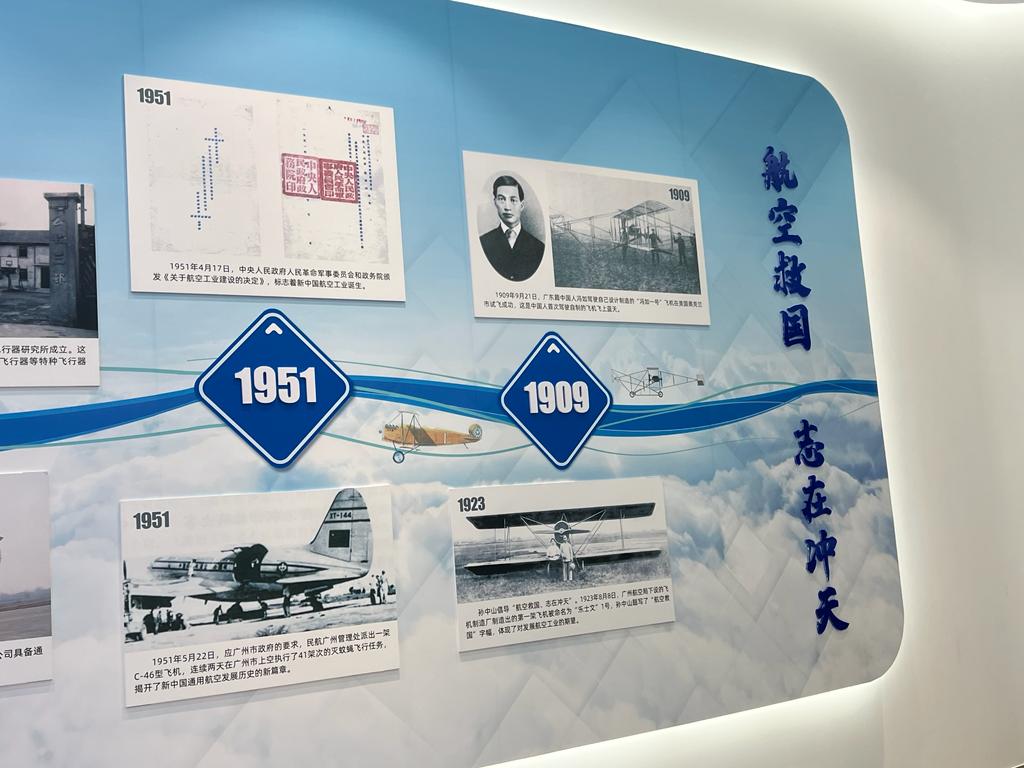 1951
中央人民政府政务院印
1951年4月17日，中央人民政府人民革命军事委员会和政务院颁
发《关于航空工业建设的决定》，标志着新中国航空工业诞生。
1909
1909年9月21日，广东籍中国人冯如驾驶自己设计制造的“冯如一号”飞机在美国奥克兰
市试飞成功，这是中国人首次驾驶自制的飞机飞上蓝天。
航空救国
志在冲天
行器研究所成立。这
飞行器等特种飞行器
1951
1909
1951
XT-144
1951年5月22日，应广州市政府的要求，民航广州管理处派出一架
C-46型飞机，连续两天在广州市上空执行了41架次的灭蚊蝇飞行任务，
揭开了新中国通用航空发展历史的新篇章。
1923
孙中山倡导“航空救国、志在冲天”。1923年8月8日，广州航空局下设的飞
机制造厂制造出的第一架飞机被命名为“乐士文”1号，孙中山题写了“航空救
国”字幅，体现了对发展航空工业的期望。
公司具备通